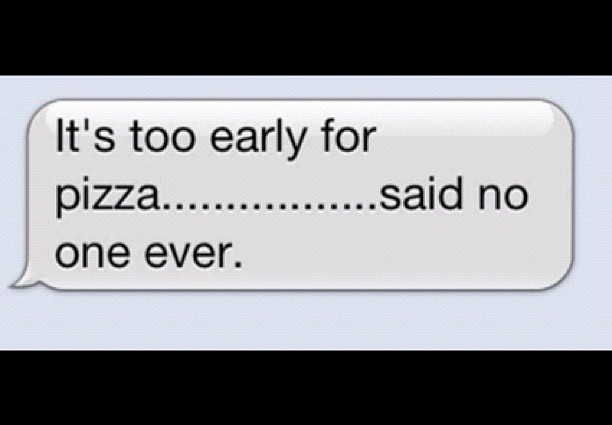 It's too early for
pizza.................said no
one ever.